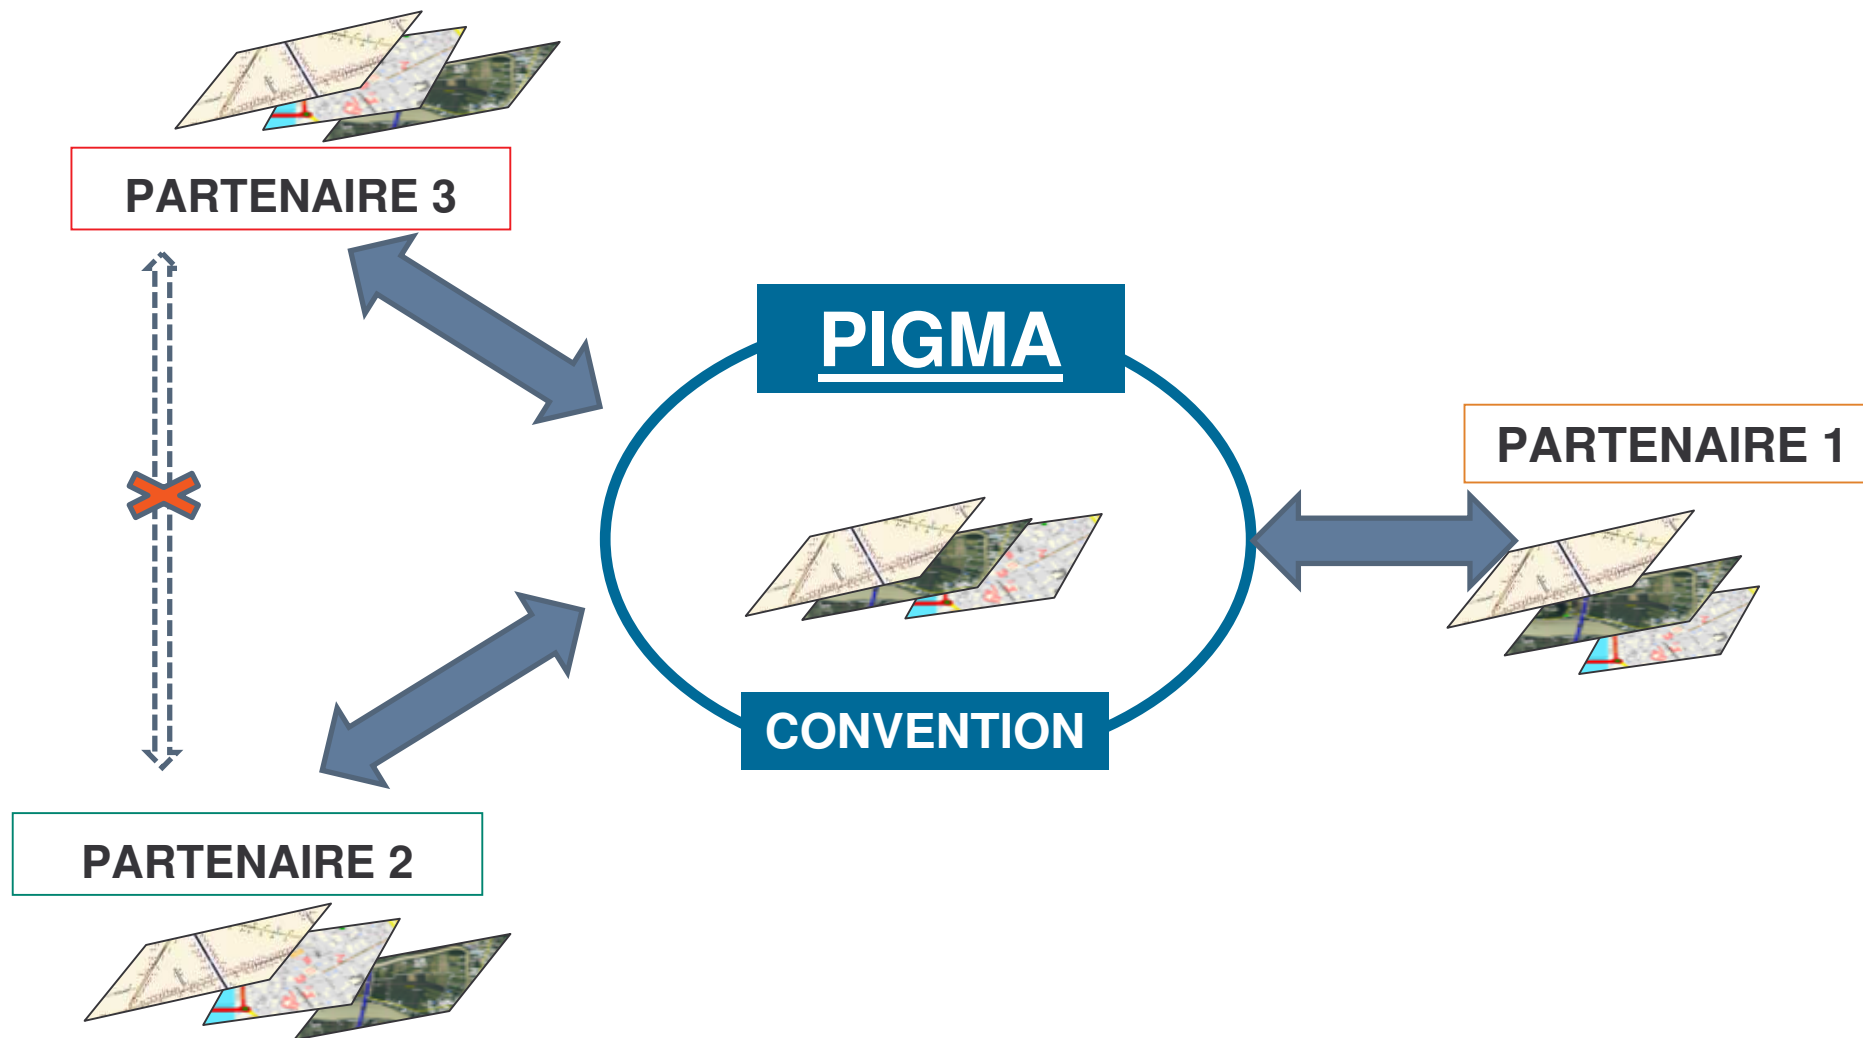 PARTENAIRE 3
PIGMA
PARTENAIRE 1
CONVENTION
PARTENAIRE 2